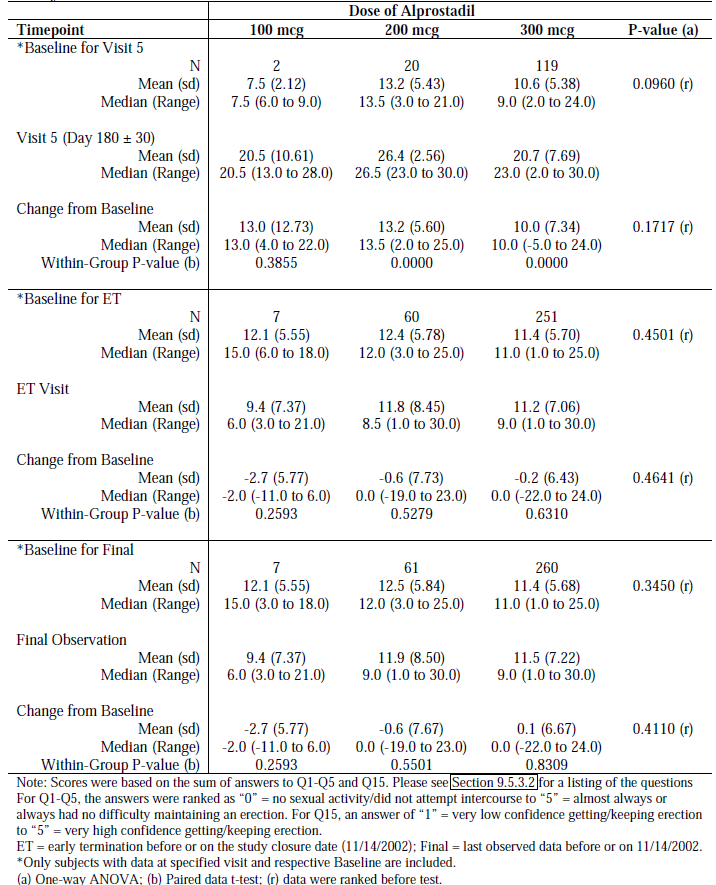 Dose of Alprostadil
Timepoint 100 mcg 200 mcg 300 mcg P-value (a)
*Baseline for Visit 5
N 2 20 119
Mean (sd) 7.5 (2.12) 13.2 (5.43) 10.6 (5.38) 0.0960 (r)
Median (Range) 7.5 (6.0 to 9.0) 13.5 (3.0 to 21.0) 9.0 (2.0 to 24.0)
Visit 5 (Day 180 ± 30)
Mean (sd) 20.5 (10.61) 26.4 (2.56) 20.7 (7.69)
Median (Range) 20.5 (13.0 to 28.0) 26.5 (23.0 to 30.0) 23.0 (2.0 to 30.0)
Change from Baseline
Mean (sd) 13.0 (12.73) 13.2 (5.60) 10.0 (7.34) 0.1717 (r)
Median (Range) 13.0 (4.0 to 22.0) 13.5 (2.0 to 25.0) 10.0 (-5.0 to 24.0)
Within-Group P-value (b) 0.3855 0.0000 0.0000
*Baseline for ET
N 7 60 251
Mean (sd) 12.1 (5.55) 12.4 (5.78) 11.4 (5.70) 0.4501 (r)
Median (Range) 15.0 (6.0 to 18.0) 12.0 (3.0 to 25.0) 11.0 (1.0 to 25.0)
ET Visit
Mean (sd) 9.4 (7.37) 11.8 (8.45) 11.2 (7.06)
Median (Range) 6.0 (3.0 to 21.0) 8.5 (1.0 to 30.0) 9.0 (1.0 to 30.0)
Change from Baseline
Mean (sd) -2.7 (5.77) -0.6 (7.73) -0.2 (6.43) 0.4641 (r)
Median (Range) -2.0 (-11.0 to 6.0) 0.0 (-19.0 to 23.0) 0.0 (-22.0 to 24.0)
Within-Group P-value (b) 0.2593 0.5279 0.6310
*Baseline for Final
N 7 61 260
Mean (sd) 12.1 (5.55) 12.5 (5.84) 11.4 (5.68) 0.3450 (r)
Median (Range) 15.0 (3.0 to 18.0) 12.0 (3.0 to 25.0) 11.0 (1.0 to 25.0)
Final Observation
Mean (sd) 9.4 (7.37) 11.9 (8.50) 11.5 (7.22)
Median (Range) 6.0 (3.0 to 21.0) 9.0 (1.0 to 30.0) 9.0 (1.0 to 30.0)
Change from Baseline
Mean (sd) -2.7 (5.77) -0.6 (7.67) 0.1 (6.67) 0.4110 (r)
Median (Range) -2.0 (-11.0 to 6.0) 0.0 (-19.0 to 23.0) 0.0 (-22.0 to 24.0)
Within-Group P-value (b) 0.2593 0.5501 0.8309
Note: Scores were based on the sum of answers to Q1-Q5 and Q15. Please see Section 9.5.3.2 for a listing of the questions
For Q1-Q5, the answers were ranked as “0” = no sexual activity/did not attempt intercourse to “5” = almost always or
always had no difficulty maintaining an erection. For Q15, an answer of “1” = very low confidence getting/keeping erection
to “5” = very high confidence getting/keeping erection.
ET = early termination before or on the study closure date (11/14/2002); Final = last observed data before or on 11/14/2002.
*Only subjects with data at specified visit and respective Baseline are included.
(a) One-way ANOVA; (b) Paired data t-test; (r) data were ranked before test.